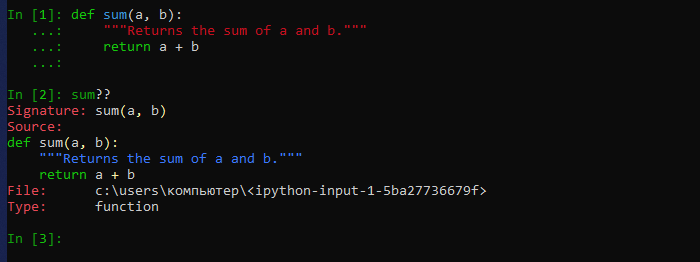 In [1]: def sum(a, b):
   ...:     """Returns the sum of a and b."""
   ...:     return a + b
   ...:
In [2]: sum??
Signature: sum(a, b)
Source:
def sum(a, b):
    """Returns the sum of a and b."""
    return a + b
File:      c:\users\компьютер\<ipython-input-1-5ba27736679f>
Type:      function
In [3]: